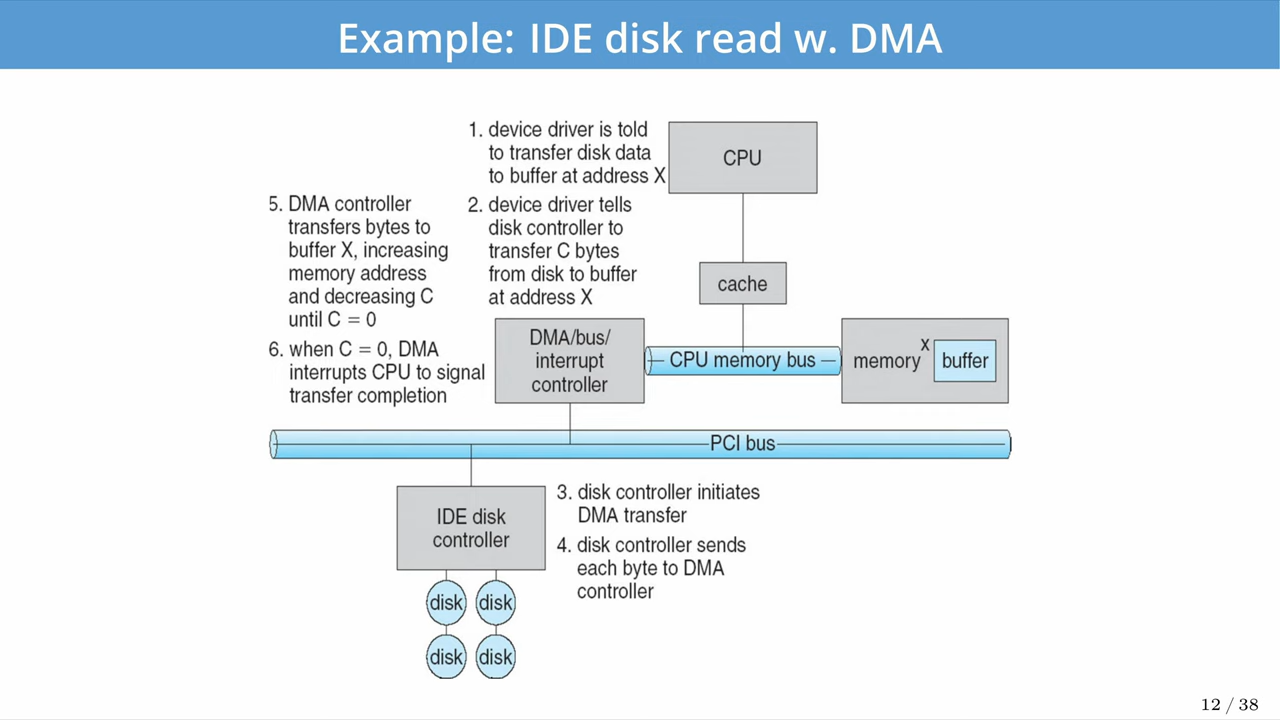 Example: IDE disk read w. DMA
1. device driver is told
to transfer disk data
to buffer at address X
2. device driver tells
disk controller to
transfer C bytes
from disk to buffer
at address X
CPU
cache
5. DMA controller
transfers bytes to
buffer X, increasing
memory address
and decreasing C
until C = 0
6. when C = 0, DMA
interrupts CPU to signal
transfer completion
DMA/bus/
interrupt
controller
CPU memory bus
memory
x
buffer
PCI bus
IDE disk
controller
3. disk controller initiates
DMA transfer
4. disk controller sends
each byte to DMA
controller
disk
disk
disk
disk
12 / 38